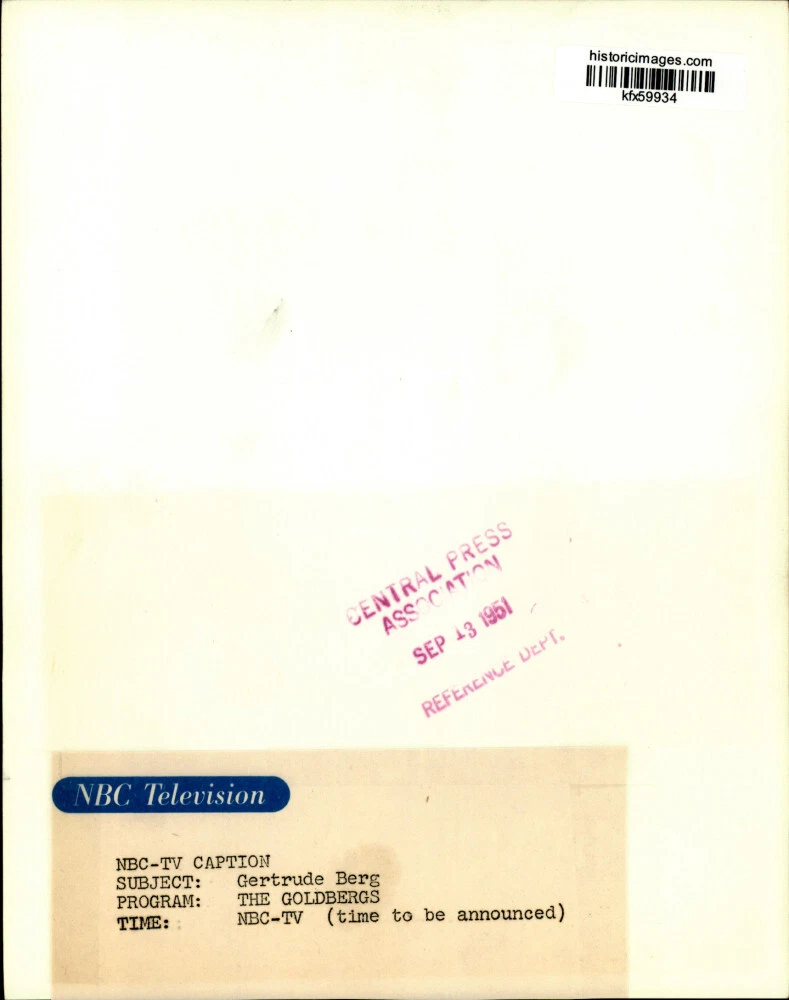 historicimages.com
kfx59934
CENTRAL PRESS
ASSOCIATION
SEP 13 1951
REFERENCE DEPT.
NBC Television
NBC-TV CAPTION
SUBJECT: Gertrude Berg
PROGRAM: THE GOLDBERGS
TIME: NBC-TV (time to be announced)